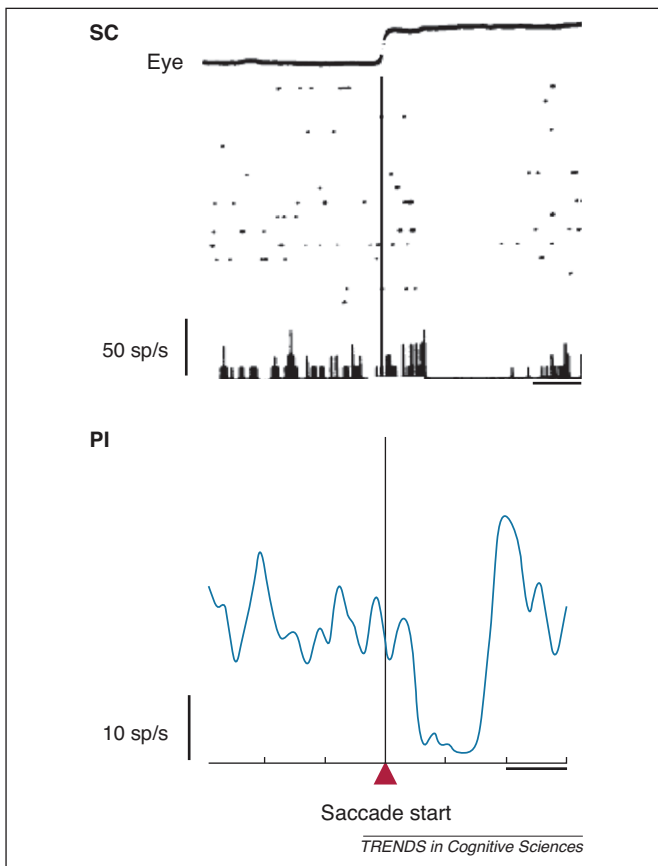 SC
Eye
50 sp/s
PI
10 sp/s
Saccade start
TRENDS in Cognitive Sciences